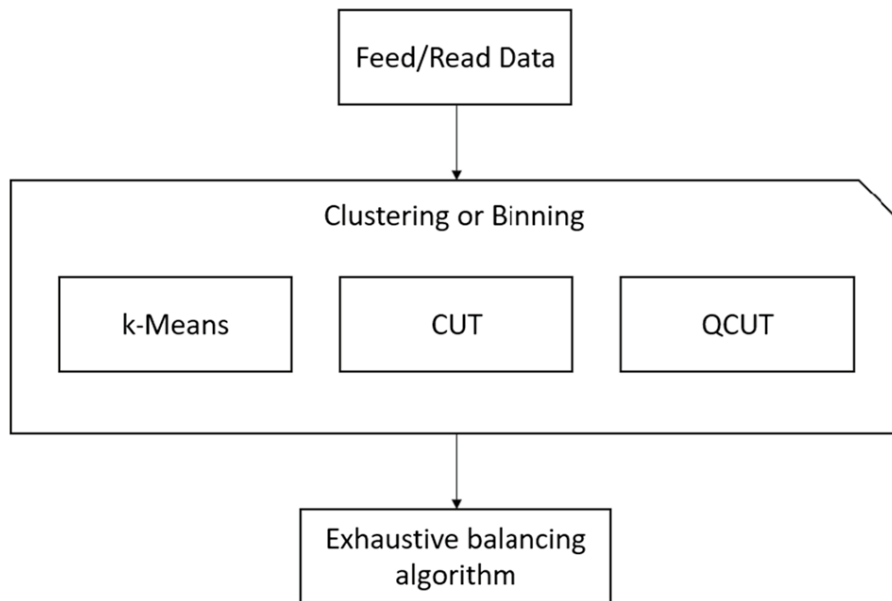 Feed/Read Data
Clustering or Binning
k-Means
CUT
QCUT
Exhaustive balancing
algorithm